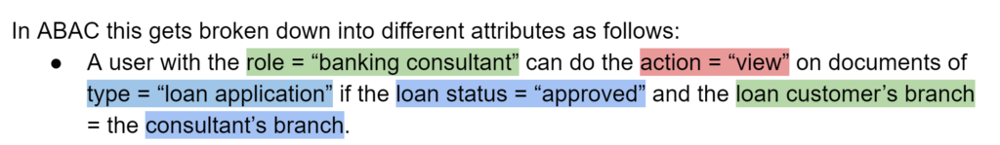 In ABAC this gets broken down into different attributes as follows:
● A user with the role = “banking consultant” can do the action = “view” on documents of
type = “loan application” if the loan status = “approved” and the loan customer’s branch
= the consultant’s branch.